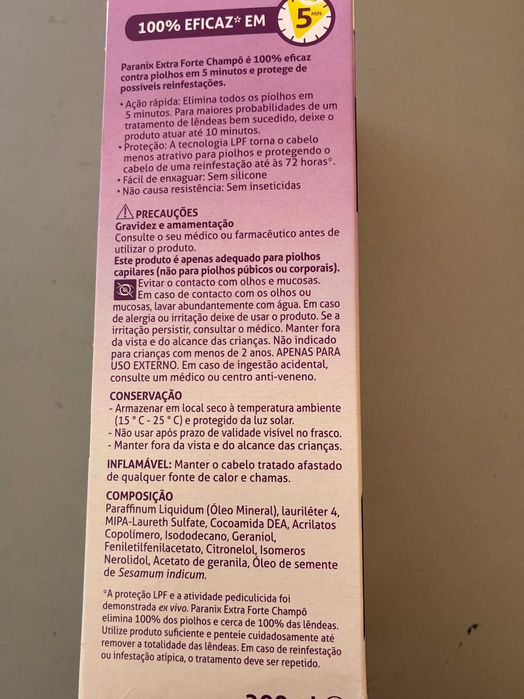 100% EFICAZ* EM
5 MIN.
Paranix Extra Forte Champô é 100% eficaz
contra piolhos em 5 minutos e protege de
possíveis reinfestações.
• Ação rápida: Elimina todos os piolhos em
5 minutos. Para maiores probabilidades de um
tratamento de lêndeas bem sucedido, deixe o
produto atuar até 10 minutos.
• Proteção: A tecnologia LPF torna o cabelo
menos atrativo para piolhos e protegendo o
cabelo de uma reinfestação até às 72 horas*.
• Fácil de enxaguar: Sem silicone
• Não causa resistência: Sem inseticidas
PRECAUÇÕES
Gravidez e amamentação
Consulte o seu médico ou farmacêutico antes de
utilizar o produto.
Este produto é apenas adequado para piolhos
capilares (não para piolhos púbicos ou corporais).
Evitar o contacto com olhos e mucosas.
Em caso de contacto com os olhos ou
mucosas, lavar abundantemente com água. Em caso
de alergia ou irritação deixe de usar o produto. Se a
irritação persistir, consultar o médico. Manter fora
da vista e do alcance das crianças. Não indicado
para crianças com menos de 2 anos. APENAS PARA
USO EXTERNO. Em caso de ingestão acidental,
consulte um médico ou centro anti-veneno.
CONSERVAÇÃO
- Armazenar em local seco à temperatura ambiente
(15 ° C - 25 ° C) e protegido da luz solar.
- Não usar após prazo de validade visível no frasco.
- Manter fora da vista e do alcance das crianças.
INFLAMÁVEL: Manter o cabelo tratado afastado
de qualquer fonte de calor e chamas.
COMPOSIÇÃO
Paraffinum Liquidum (Óleo Mineral), lauriléter 4,
MIPA-Laureth Sulfate, Cocoamida DEA, Acrilatos
Copolímero, Isododecano, Geraniol,
Feniletilfenilacetato, Citronelol, Isomeros
Nerolidol, Acetato de geranila, Óleo de semente
de Sesamum indicum.
*A proteção LPF e a atividade pediculicida foi
demonstrada ex vivo. Paranix Extra Forte Champô
elimina 100% dos piolhos e cerca de 100% das lêndeas.
Utilize produto suficiente e penteie cuidadosamente até
remover a totalidade das lêndeas. Em caso de reinfestação
ou infestação atípica, o tratamento deve ser repetido.